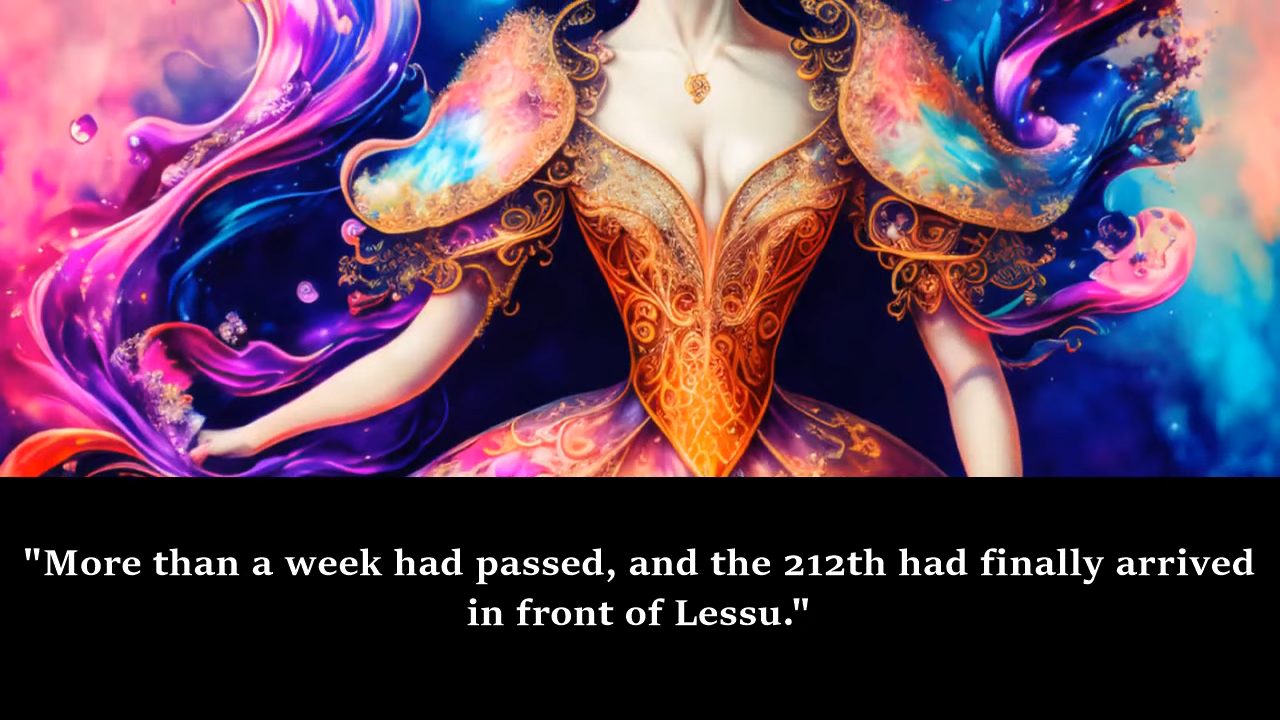 "More than a week had passed, and the 212th had finally arrived
in front of Lessu."